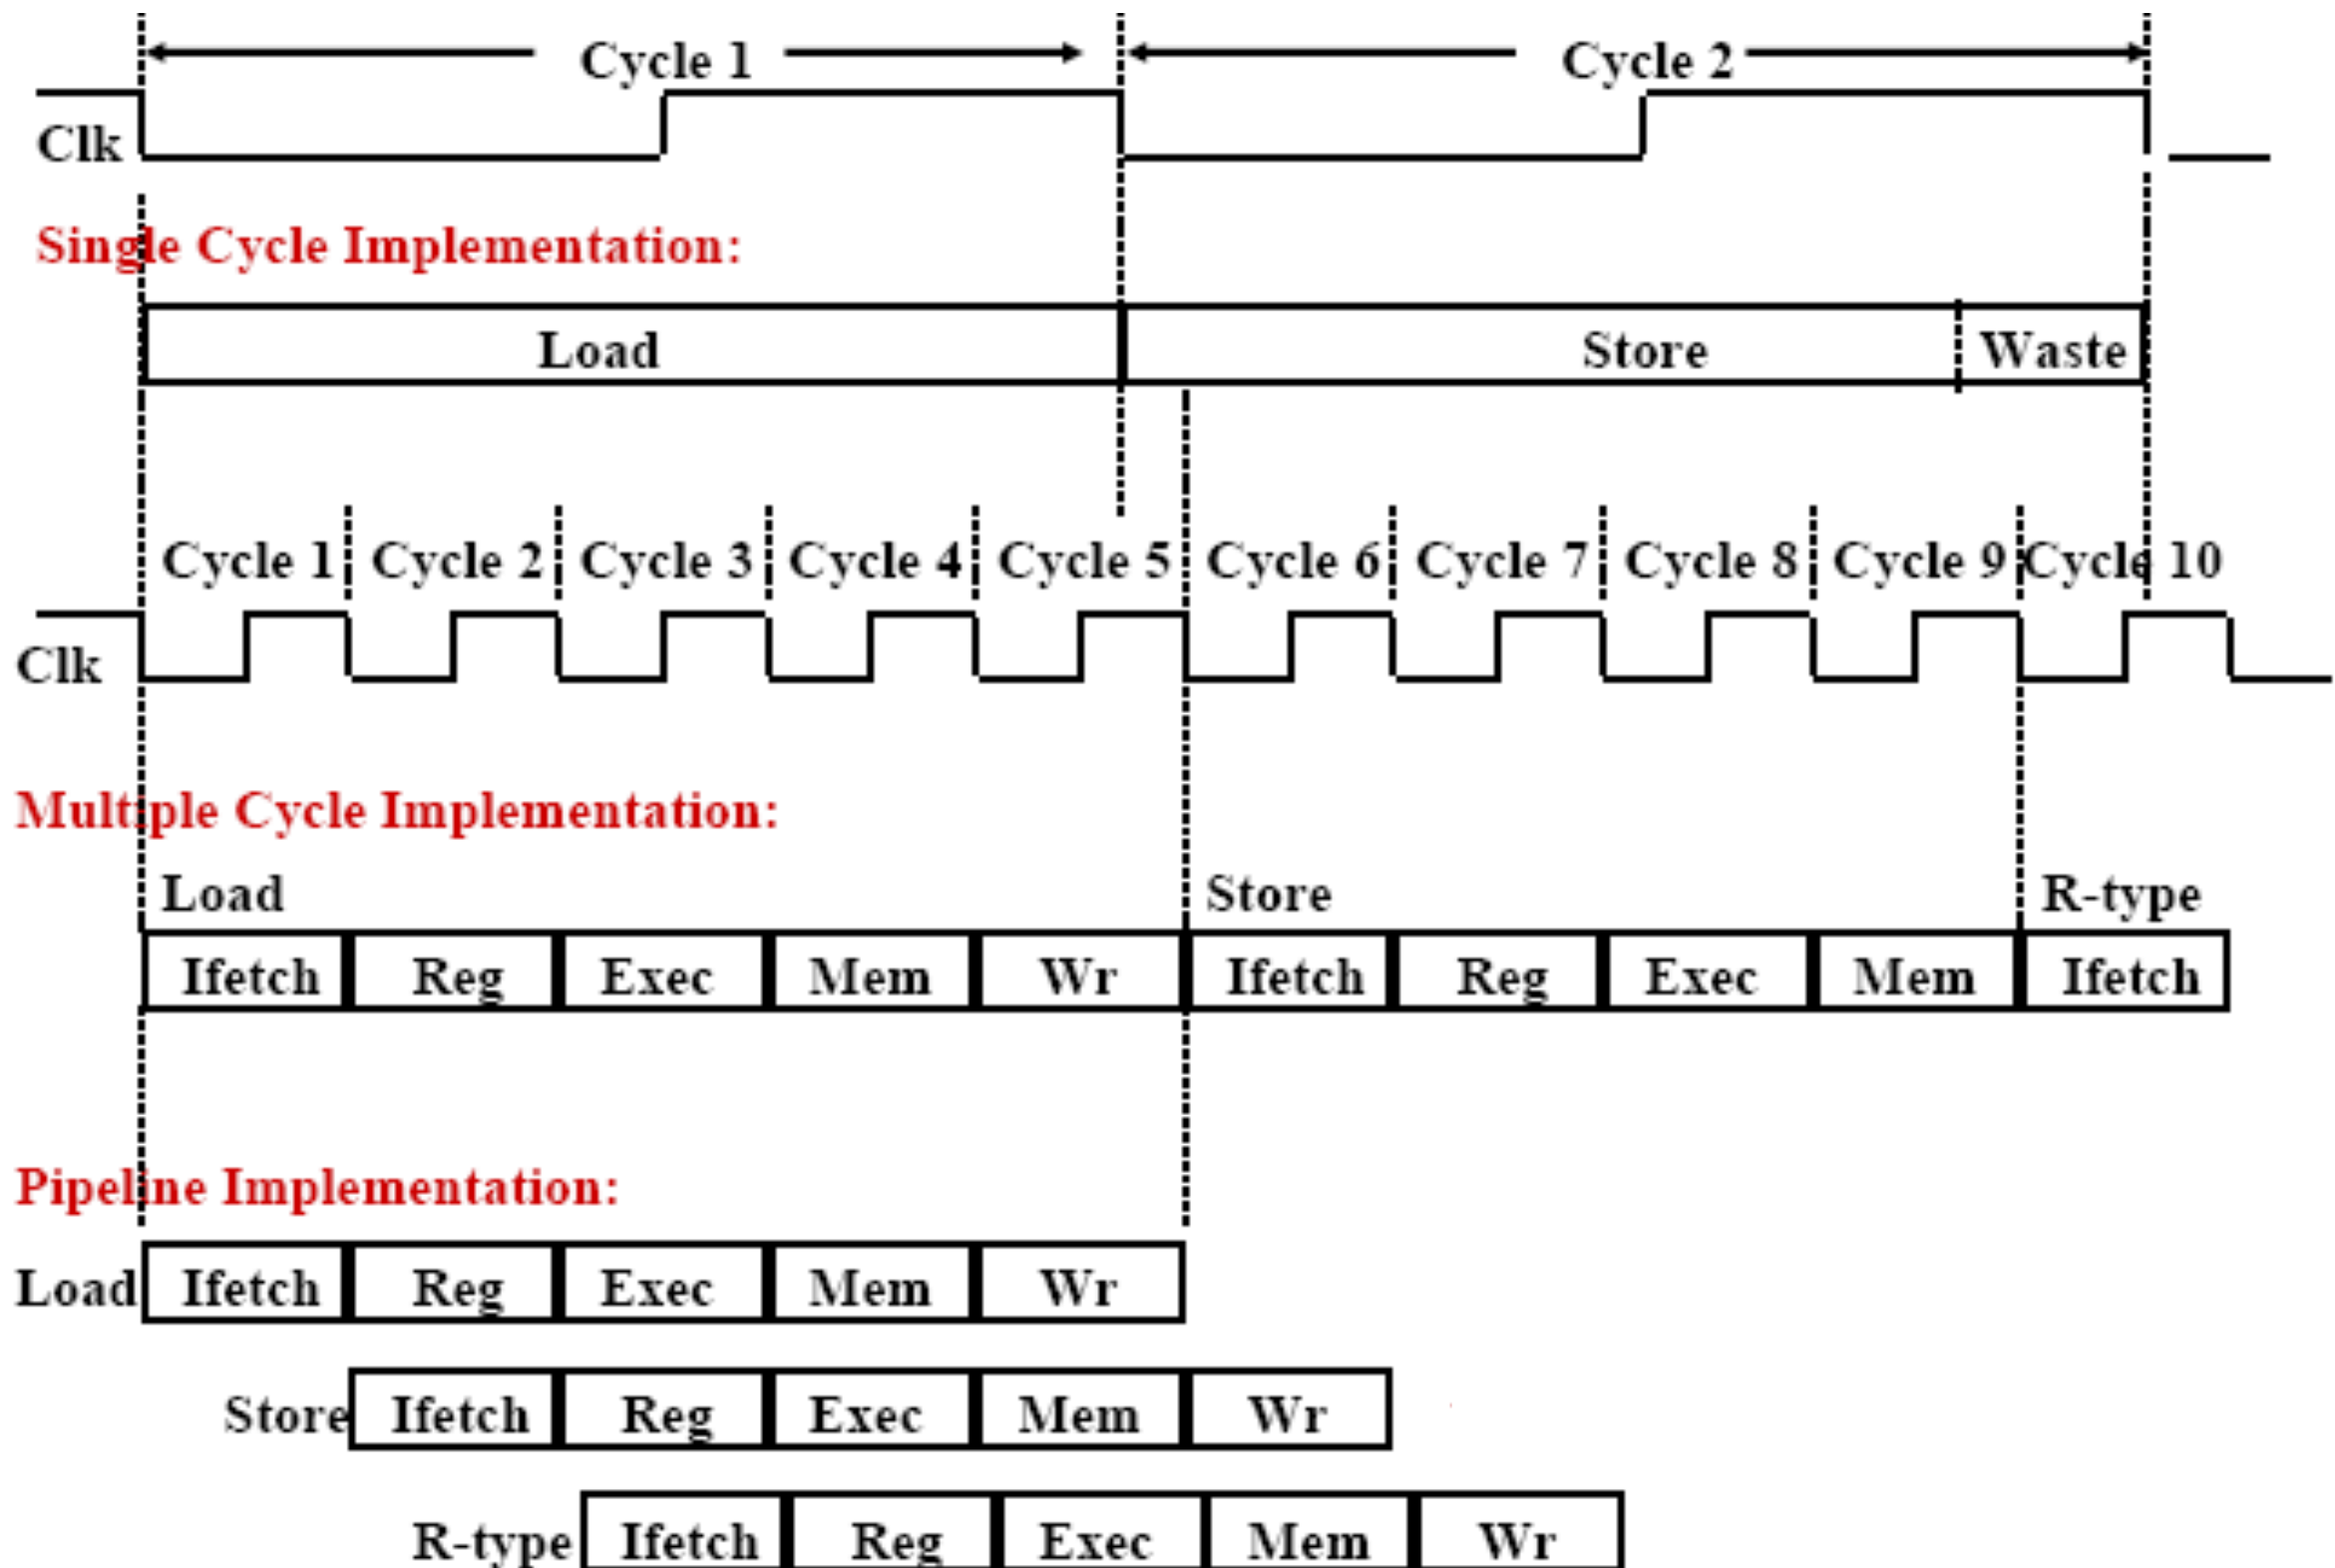 Cycle 1 Cycle 2
Clk
Single Cycle Implementation:
Load Store Waste
Cycle 1 Cycle 2 Cycle 3 Cycle 4 Cycle 5 Cycle 6 Cycle 7 Cycle 8 Cycle 9 Cycle 10
Clk
Multiple Cycle Implementation:
Load Store R-type
Ifetch Reg Exec Mem Wr Ifetch Reg Exec Mem Ifetch
Pipeline Implementation:
Load Ifetch Reg Exec Mem Wr
Store Ifetch Reg Exec Mem Wr
R-type Ifetch Reg Exec Mem Wr